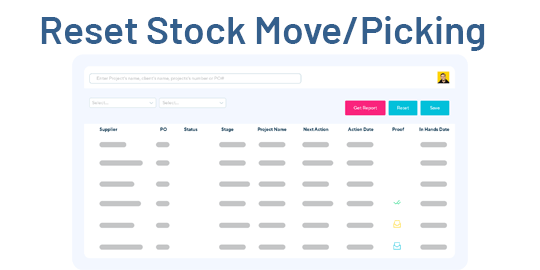 Reset Stock Move/Picking
Enter Project's name, client's name, projects's number or PO#
Select...
Select...
Get Report
Reset
Save
Supplier PO Status Stage Project Name Next Action Action Date Proof In Hands Date